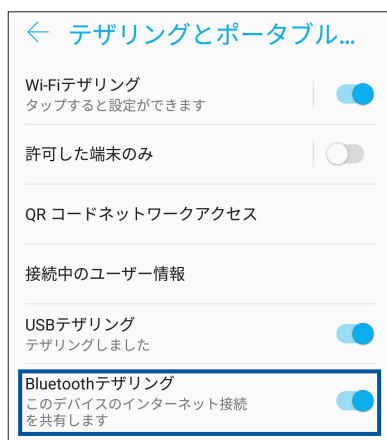 ← テザリングとポータブル...
Wi-Fiテザリング
タップすると設定ができます
許可した端末のみ
QR コードネットワークアクセス
接続中のユーザー情報
USBテザリング
テザリングしました
Bluetoothテザリング
このデバイスのインターネット接続
を共有します